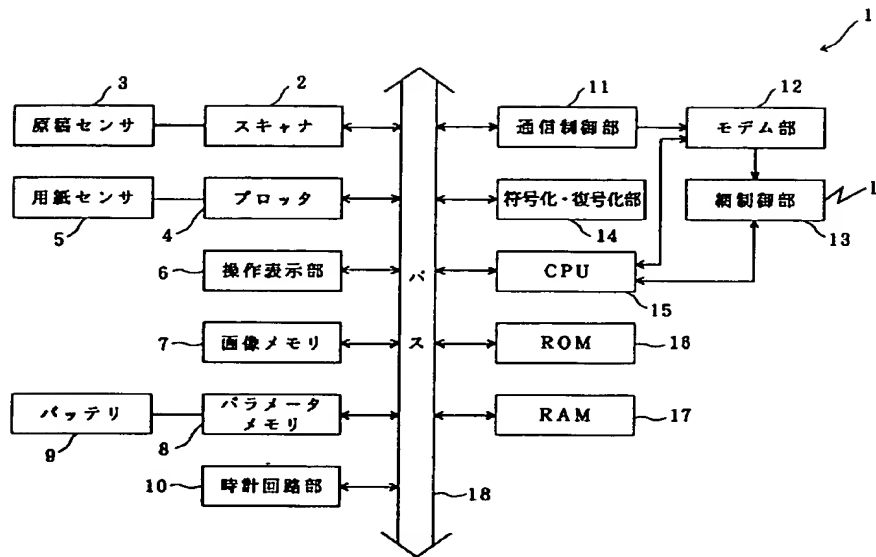 1
3
2
11
12
原稿センサ
スキャナ
通信制御部
モデム部
用紙センサ
プロッタ
符号化・復号化部
網制御部
1
5
4
14
13
6
操作表示部
バ
ス
CPU
15
7
画像メモリ
ROM
16
バッテリ
パラメータ
メモリ
RAM
17
9
8
10
時計回路部
18